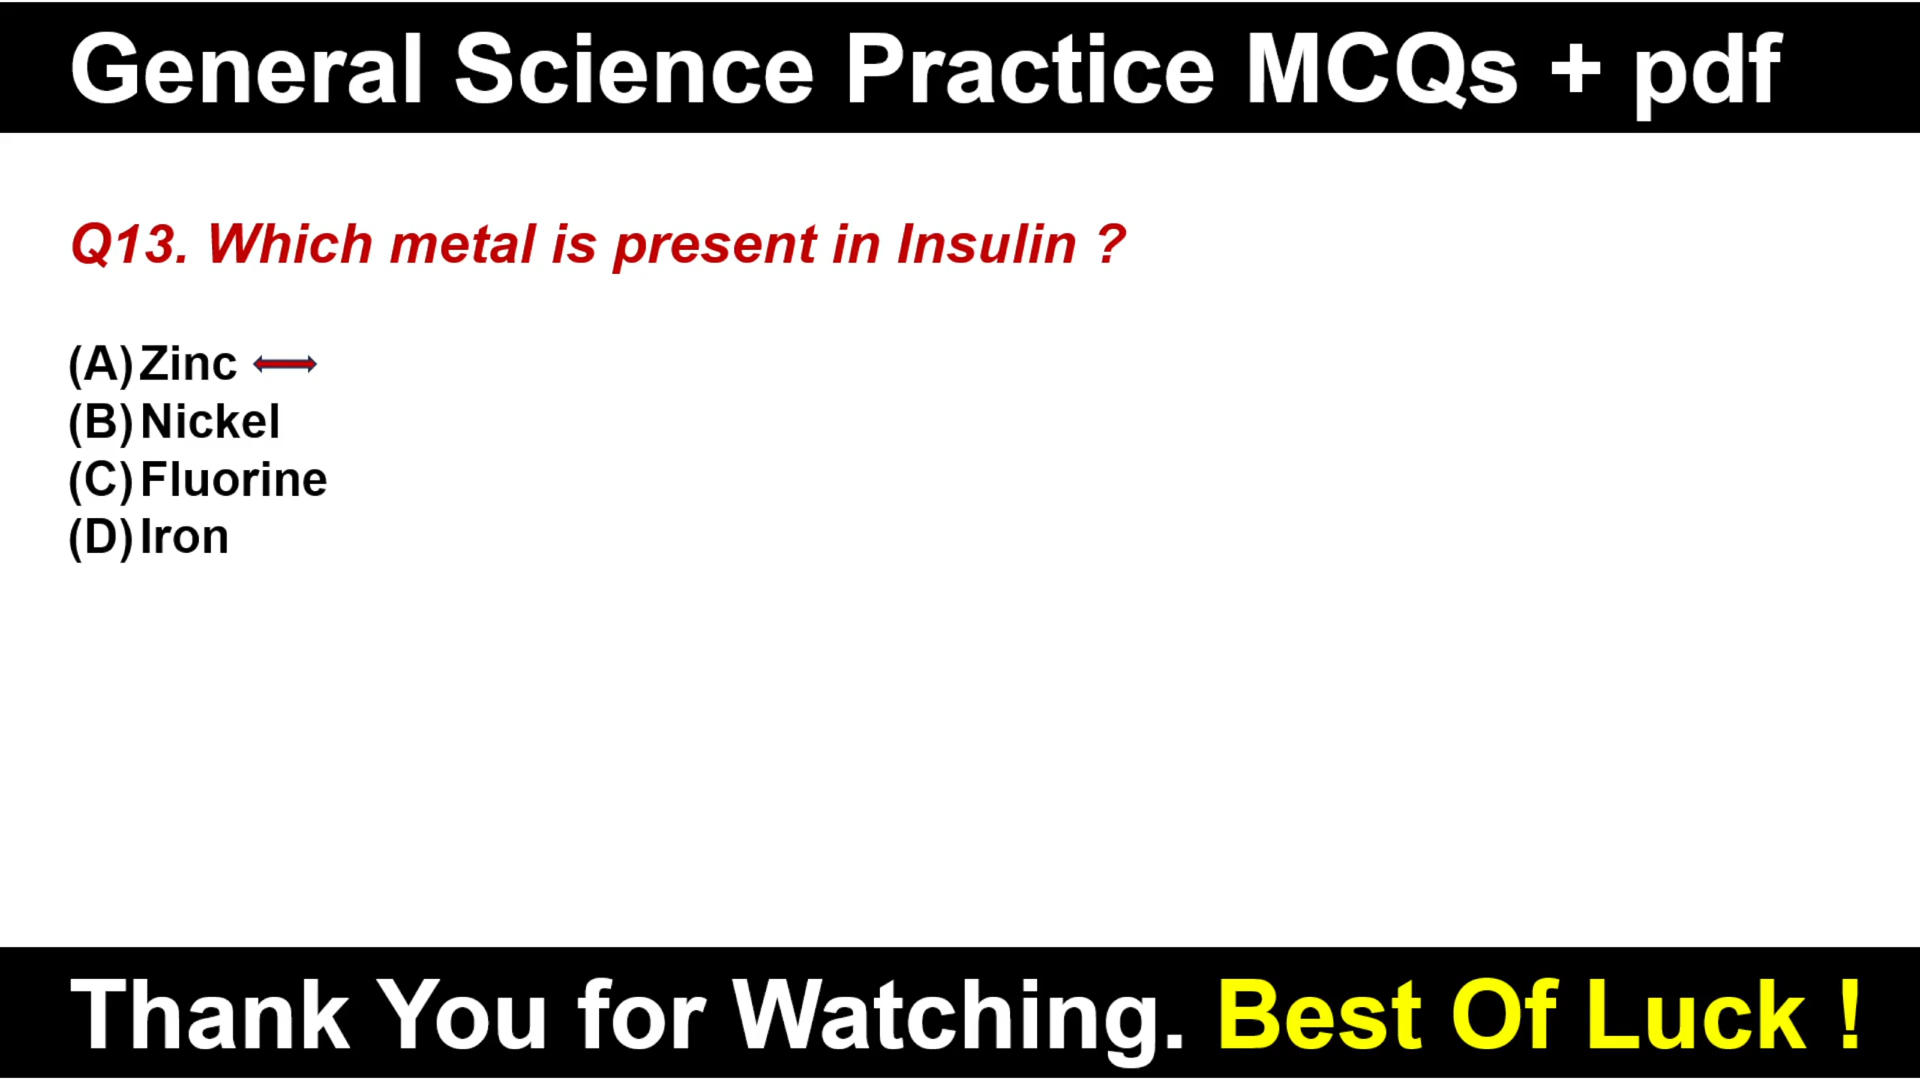 General Science Practice MCQs + pdf
Q13. Which metal is present in Insulin ?
(A) Zinc
(B) Nickel
(C) Fluorine
(D) Iron
Thank You for Watching. Best Of Luck !